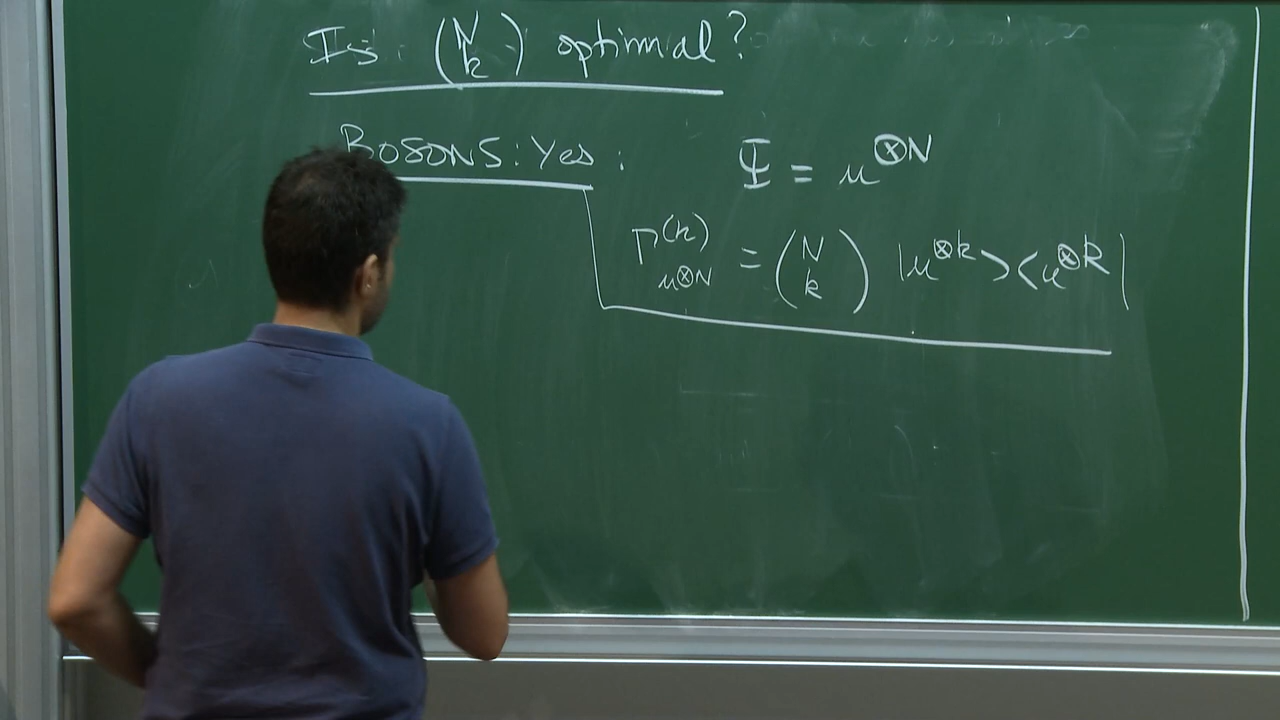 Is: (N k) optimal?
BOSONS: Yes: Ψ = u^{⊗N}
Γ^{(k)}_{u^{⊗N}} = (N k) |u^{⊗k}><u^{⊗k}|